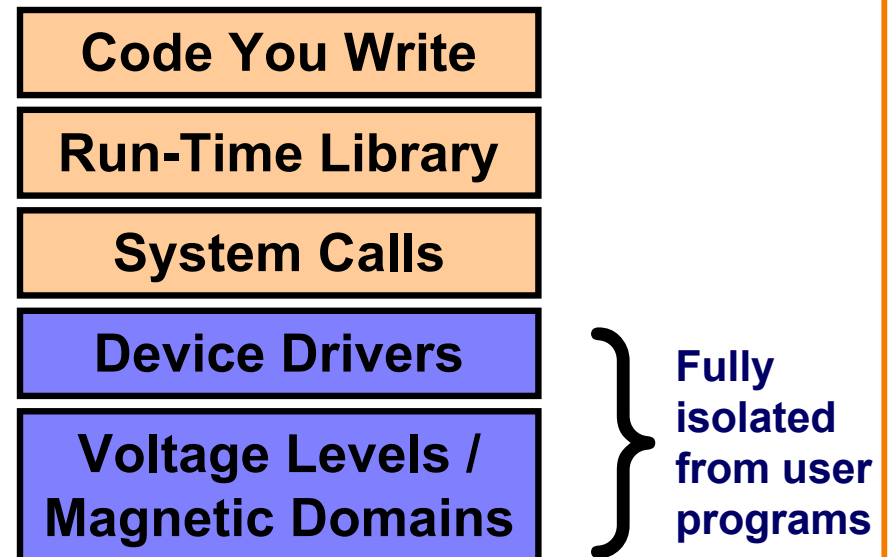 Code You Write
Run-Time Library
System Calls
Device Drivers
Voltage Levels /
Magnetic Domains
Fully
isolated
from user
programs